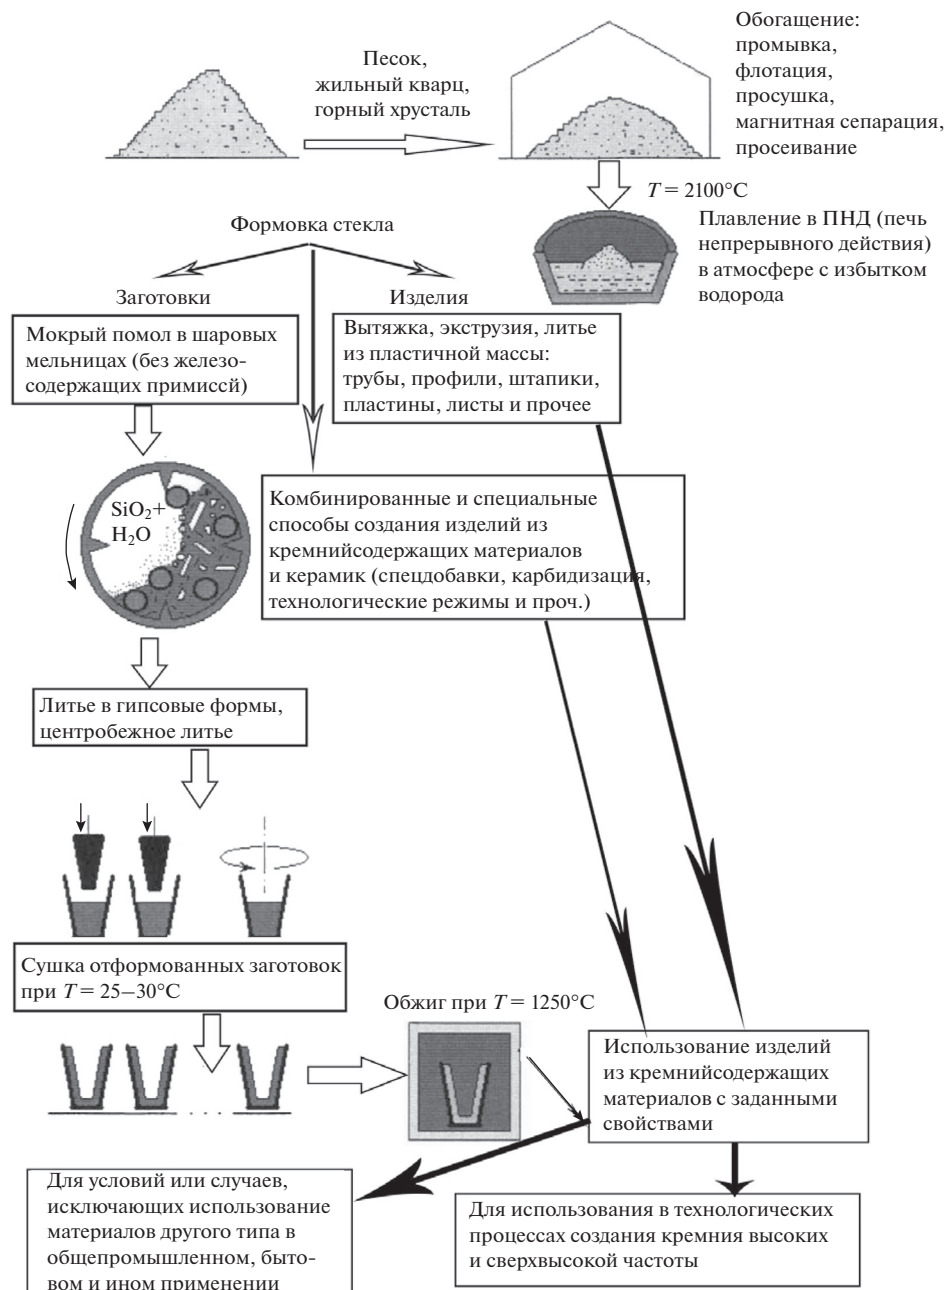 Песок,
жильный кварц,
горный хрусталь
Обогащение:
промывка,
флотация,
просушка,
магнитная сепарация,
просеивание
T = 2100°C
Плавление в ПНД (печь
непрерывного действия)
в атмосфере с избытком
водорода
Формовка стекла
Заготовки
Изделия
Мокрый помол в шаровых
мельницах (без железо-
содержащих примиссй)
Вытяжка, экструзия, литье
из пластичной массы:
трубы, профили, штапики,
пластины, листы и прочее
SiO₂+
H₂O
Комбинированные и специальные
способы создания изделий из
кремнийсодержащих материалов
и керамик (спецдобавки, карбидизация,
технологические режимы и проч.)
Литье в гипсовые формы,
центробежное литье
Сушка отформованных заготовок
при T = 25–30°C
Обжиг при T = 1250°C
Использование изделий
из кремнийсодержащих
материалов с заданными
свойствами
Для условий или случаев,
исключающих использование
материалов другого типа в
общепромышленном, быто-
вом и ином применении
Для использования в технологических
процессах создания кремния высоких
и сверхвысокой частоты